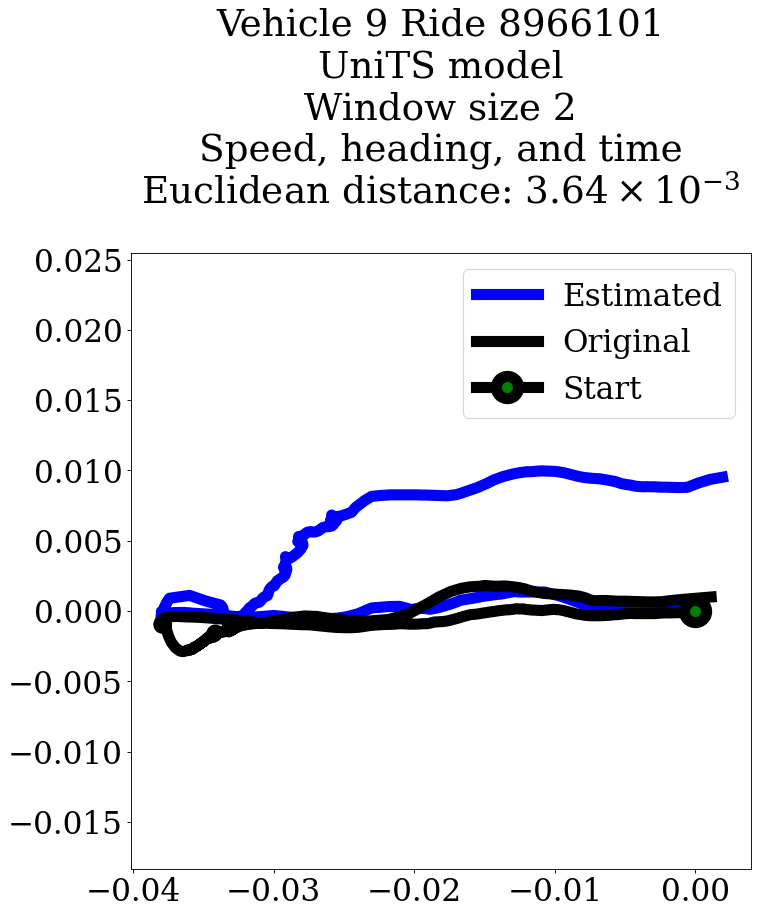 Vehicle 9 Ride 8966101
UniTS model
Window size 2
Speed, heading, and time
Euclidean distance: 3.64 × 10⁻³
0.025
0.020
0.015
0.010
0.005
0.000
−0.005
−0.010
−0.015
Estimated
Original
Start
−0.04 −0.03 −0.02 −0.01 0.00